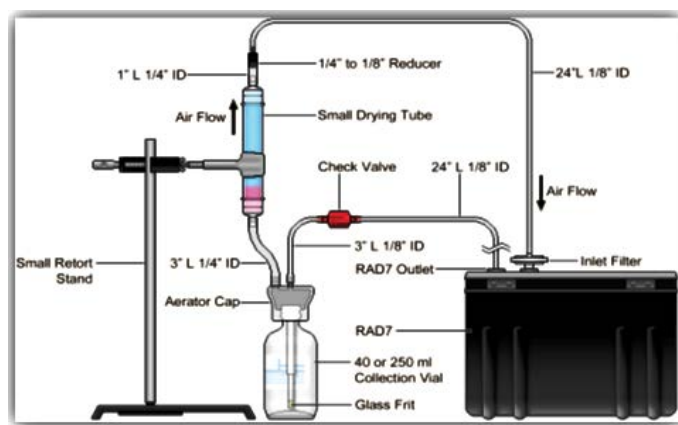 1" L 1/4" ID
1/4" to 1/8" Reducer
24"L 1/8" ID
Air Flow
Small Drying Tube
Check Valve
24" L 1/8" ID
Air Flow
Small Retort
Stand
3" L 1/4" ID
3" L 1/8" ID
RAD7 Outlet
Inlet Filter
Aerator Cap
RAD7
40 or 250 ml
Collection Vial
Glass Frit